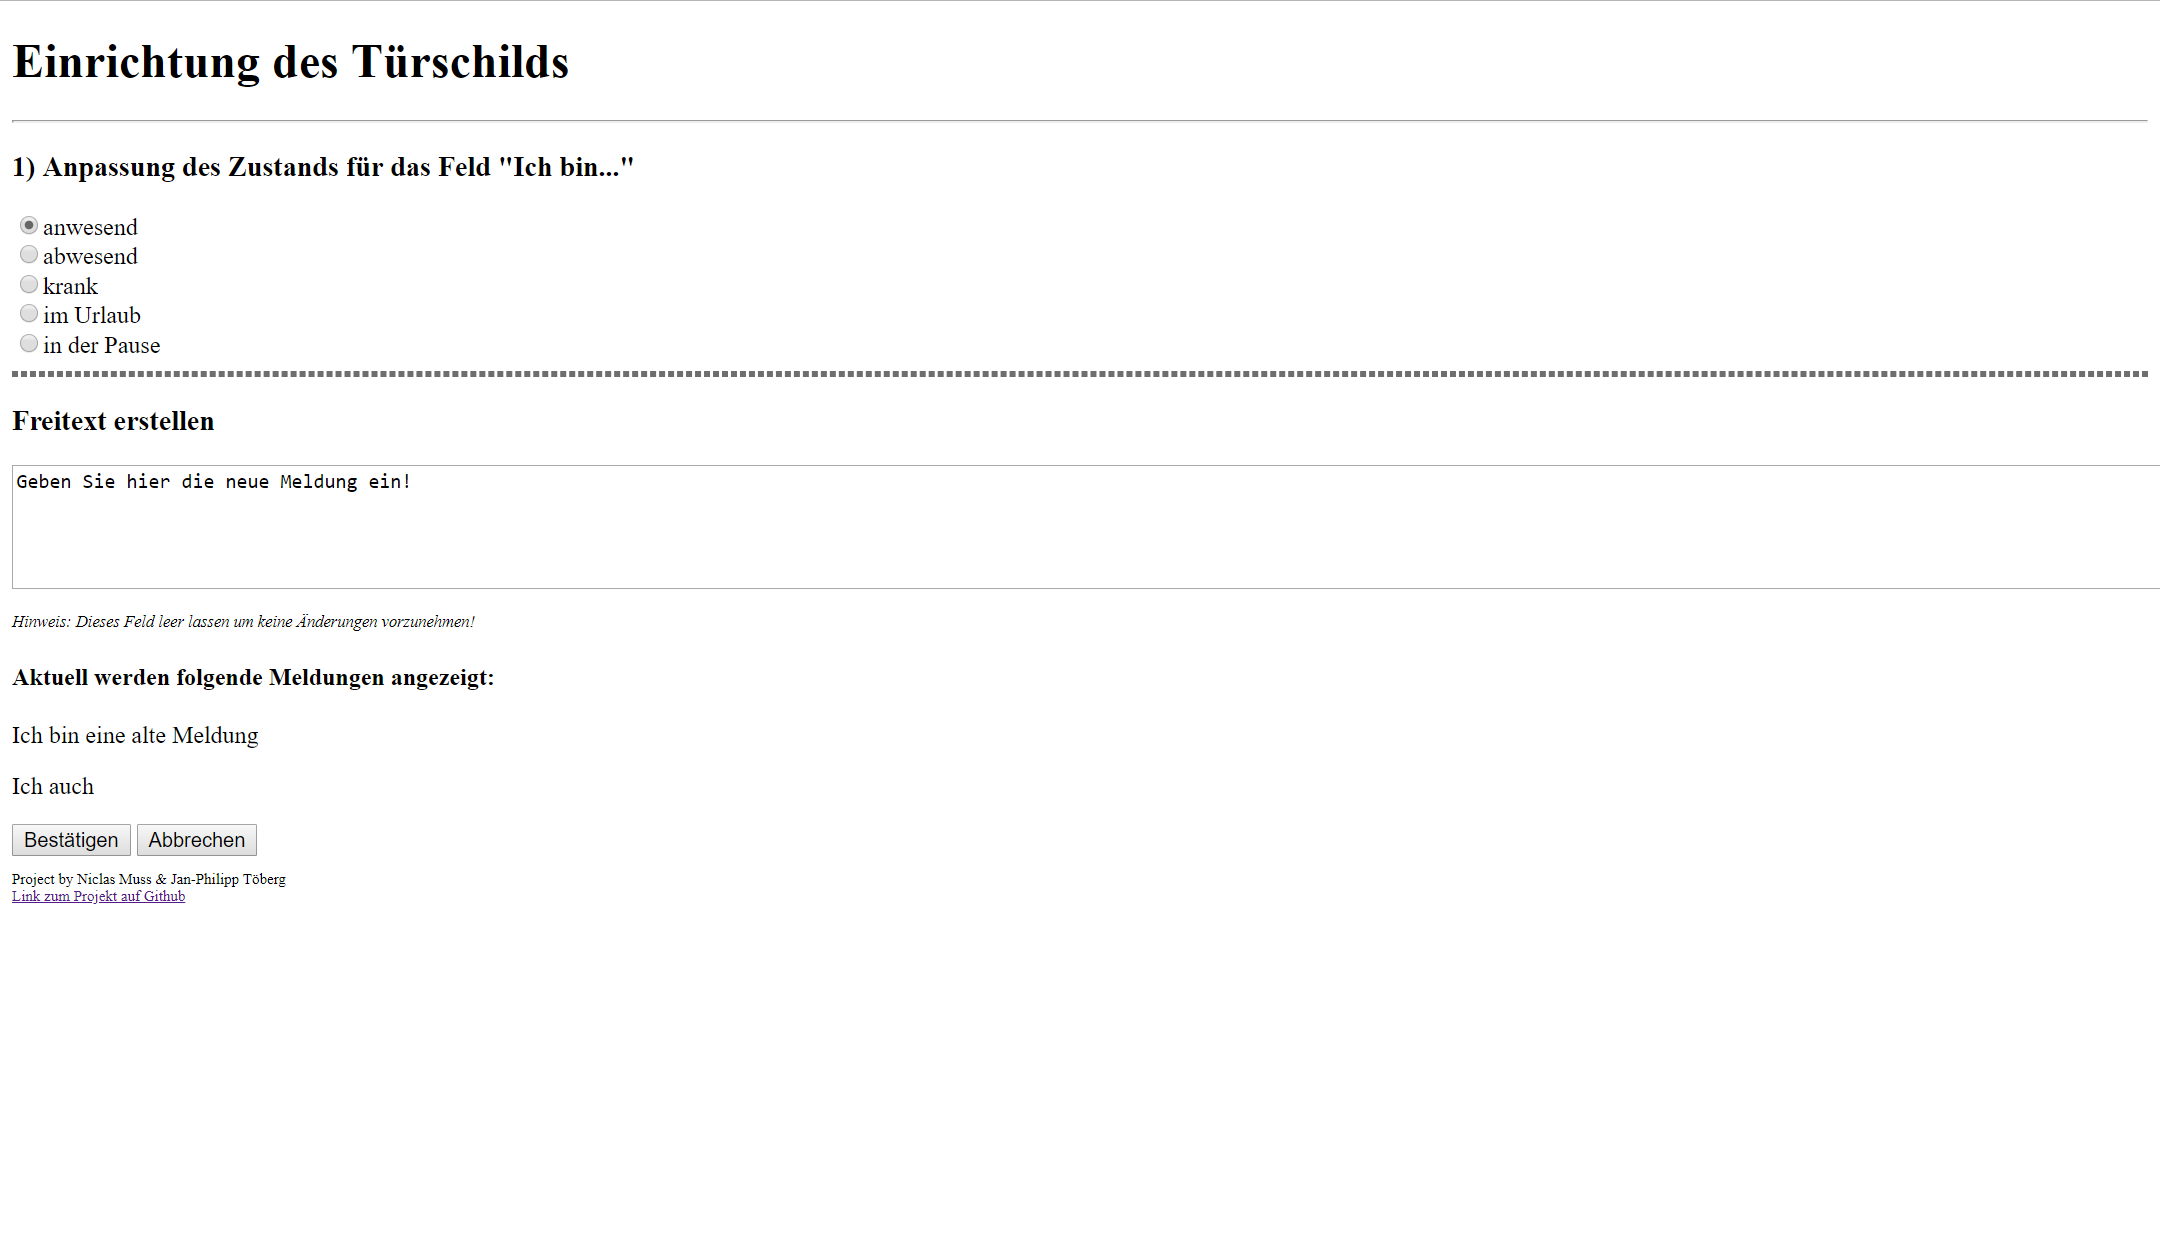 Einrichtung des Türschilds
1) Anpassung des Zustands für das Feld "Ich bin..."
anwesend
abwesend
krank
im Urlaub
in der Pause
Freitext erstellen
Geben Sie hier die neue Meldung ein!
Hinweis: Dieses Feld leer lassen um keine Änderungen vorzunehmen!
Aktuell werden folgende Meldungen angezeigt:
Ich bin eine alte Meldung
Ich auch
Bestätigen Abbrechen
Project by Niclas Muss & Jan-Philipp Töberg
Link zum Projekt auf Github